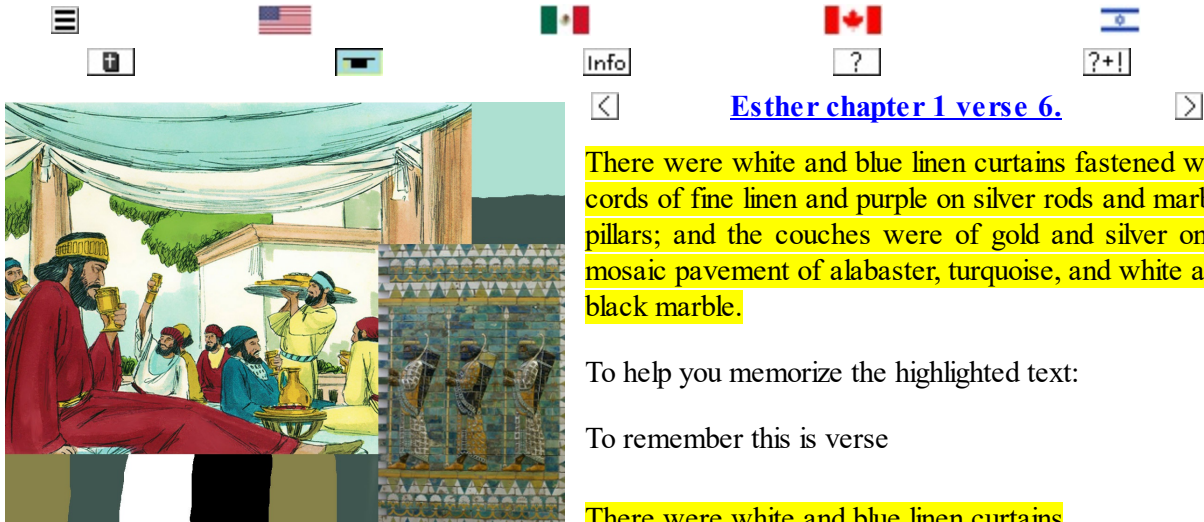 Info
?
?+!
Esther chapter 1 verse 6.
There were white and blue linen curtains fastened
cords of fine linen and purple on silver rods and
pillars; and the couches were of gold and silver
mosaic pavement of alabaster, turquoise, and white
black marble.
To help you memorize the highlighted text:
To remember this is verse
There were white and blue linen curtains